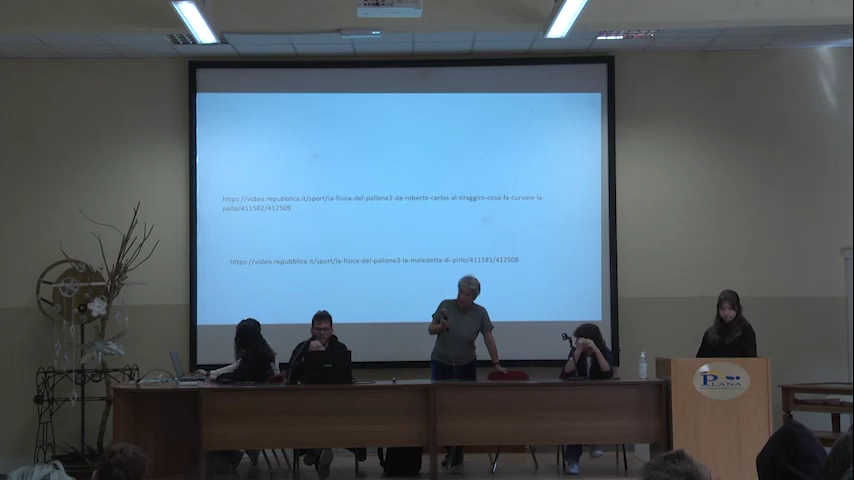 https://video.repubblica.it/sport/la-fisica-del-pallone2-da-roberto-carlos-al-tiraggiro-cosa-fa-curvare-la-
palla/411582/412509
https://video.repubblica.it/sport/la-fisica-del-pallone3-la-maledetta-di-pirlo/411581/412508
PLANA